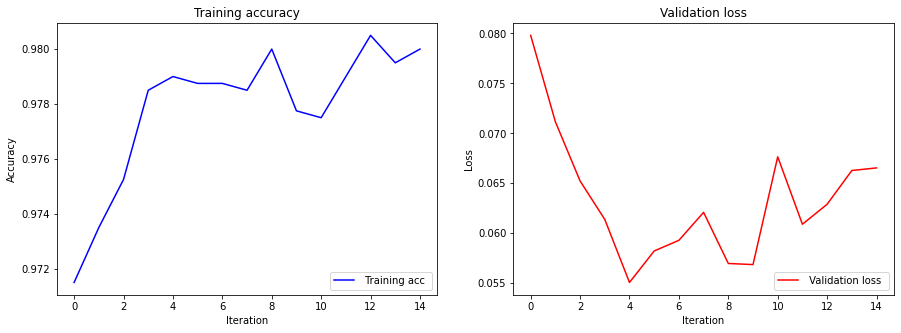 Training accuracy
Accuracy
0.980
0.978
0.976
0.974
0.972
0 2 4 6 8 10 12 14
Iteration
Training acc
Validation loss
Loss
0.080
0.075
0.070
0.065
0.060
0.055
0 2 4 6 8 10 12 14
Iteration
Validation loss